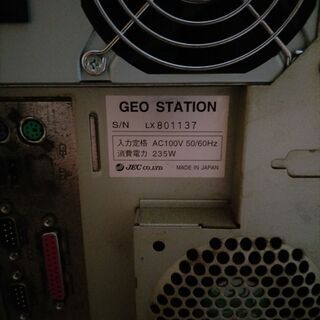 GEO STATION
S/N LX801137
入力定格 AC100V 50/60Hz
消費電力 235W
JEC CO.,LTD MADE IN JAPAN